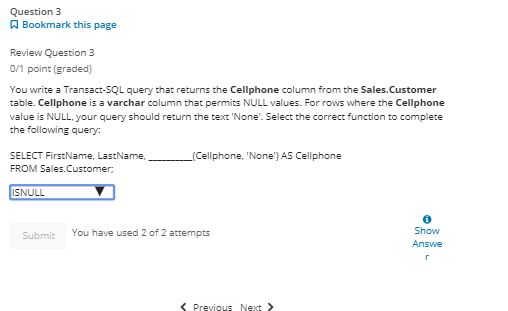 Question 3
Bookmark this page
Review Question 3
0/1 point (graded)
You write a Transact-SQL query that returns the Cellphone column from the Sales.Customer
table. Cellphone is a varchar column that permits NULL values. For rows where the Cellphone
value is NULL, your query should return the text 'None'. Select the correct function to complete
the following query:
SELECT FirstName, LastName, __________(Cellphone, 'None') AS Cellphone
FROM Sales.Customer;
ISNULL
Submit You have used 2 of 2 attempts
Show
Answe
r
Previous Next